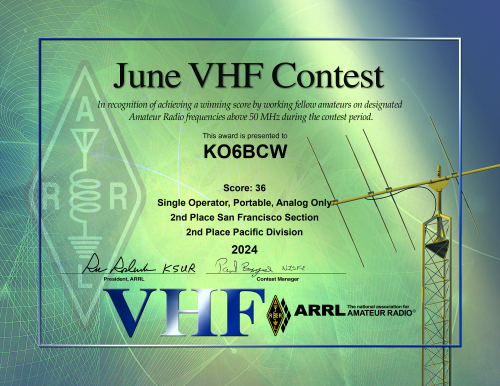 June VHF Contest
In recognition of achieving a winning score by working fellow amateurs on designated
Amateur Radio frequencies above 50 MHz during the contest period.
This award is presented to
KO6BCW
Score: 36
Single Operator, Portable, Analog Only
2nd Place San Francisco Section
2nd Place Pacific Division
2024
K5UR
President, ARRL
Contest Manager
VHF
ARRL The national association for
AMATEUR RADIO®
A
R R
L